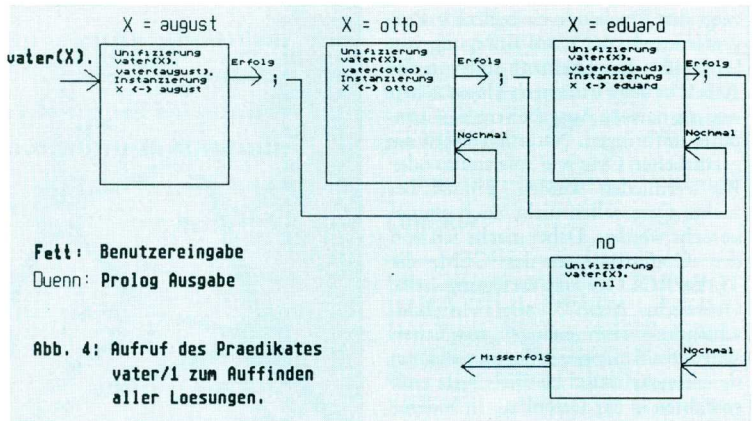 X = august
X = otto
X = eduard
vater(X).
Unifizierung
vater(X).
vater(august).
Instanzierung
X <-> august
Erfolg
;
Unifizierung
vater(X).
vater(otto).
Instanzierung
X <-> otto
Erfolg
;
Nochmal
Unifizierung
vater(X).
vater(eduard).
Instanzierung
X <-> eduard
Erfolg
;
Nochmal
no
Unifizierung
vater(X).
nil
Nochmal
Misserfolg
Fett: Benutzereingabe
Duenn: Prolog Ausgabe
Abb. 4: Aufruf des Praedikates
vater/1 zum Auffinden
aller Loesungen.